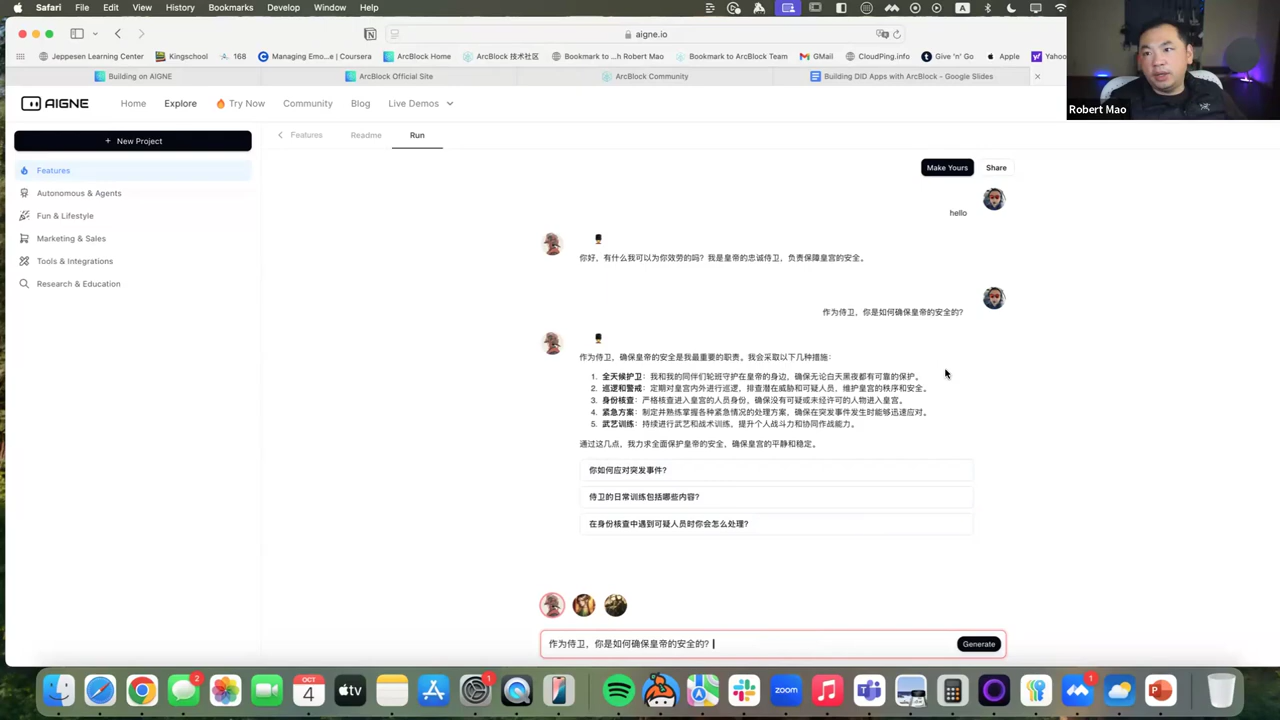 Safari File Edit View History Bookmarks Develop Window Help
aigne.io
Jeppesen Learning Center Kingschool 168 Managing Emo...e | Coursera ArcBlock Home ArcBlock 技术社区 Bookmark to...h Robert Mao Bookmark to ArcBlock Team GMail CloudPing.info Give 'n' Go Apple Yahoo
Building on AIGNE ArcBlock Official Site ArcBlock Community Building DID Apps with ArcBlock - Google Slides
Robert Mao
AIGNE Home Explore Try Now Community Blog Live Demos
+ New Project
Features Readme Run
Features
Autonomous & Agents
Fun & Lifestyle
Marketing & Sales
Tools & Integrations
Research & Education
Make Yours Share
hello
你好，有什么我可以为你效劳的吗？我是皇帝的忠诚侍卫，负责保障皇宫的安全。
作为侍卫，你是如何确保皇帝的安全的?
作为侍卫，确保皇帝的安全是我最重要的职责。我会采取以下几种措施：
1. 全天候护卫：我和我的同伴们轮班守护在皇帝的身边，确保无论白天黑夜都有可靠的保护。
2. 巡逻和警戒：定期对皇宫内外进行巡逻，排查潜在威胁和可疑人员，维护皇宫的秩序和安全。
3. 身份核查：严格核查进入皇宫的人员身份，确保没有可疑或未经许可的人物进入皇宫。
4. 紧急方案：制定并熟练掌握各种紧急情况的处理方案，确保在突发事件发生时能够迅速应对。
5. 武艺训练：持续进行武艺和战术训练，提升个人战斗力和协同作战能力。
通过这几点，我力求全面保护皇帝的安全，确保皇宫的平静和稳定。
你如何应对突发事件?
侍卫的日常训练包括哪些内容?
在身份核查中遇到可疑人员时你会怎么处理?
作为侍卫，你是如何确保皇帝的安全的?
Generate
2
OCT
4
tv
1
zoom
1